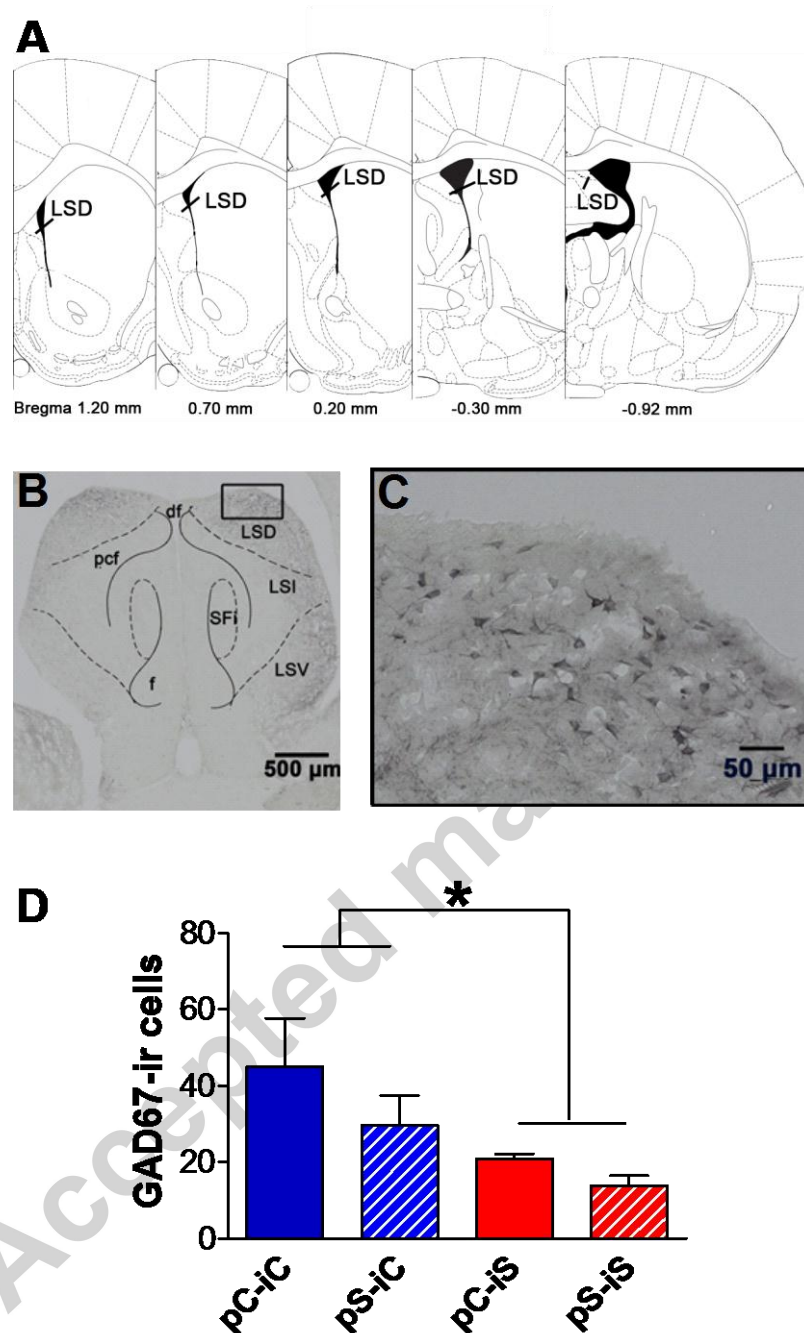 A
LSD
LSD
LSD
LSD
LSD
Bregma 1.20 mm
0.70 mm
0.20 mm
-0.30 mm
-0.92 mm
B
df
LSD
pcf
LSI
SFi
LSV
f
500 µm
C
50 µm
D
*
80
60
40
20
0
GAD67-ir cells
pC-iC
pS-iC
pC-iS
pS-iS
Accepted ma